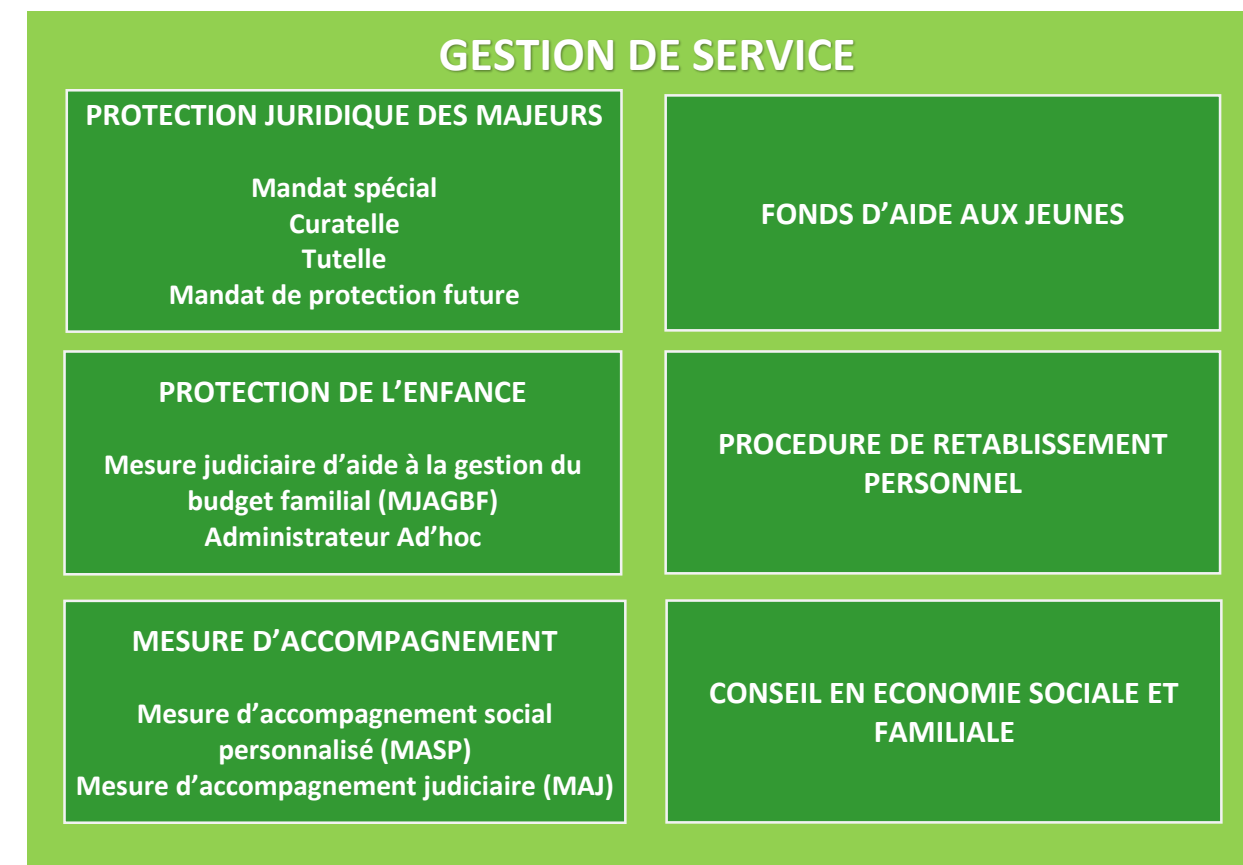 GESTION DE SERVICE
PROTECTION JURIDIQUE DES MAJEURS
Mandat spécial
Curatelle
Tutelle
Mandat de protection future
FONDS D’AIDE AUX JEUNES
PROTECTION DE L’ENFANCE
Mesure judiciaire d’aide à la gestion du
budget familial (MJAGBF)
Administrateur Ad’hoc
PROCEDURE DE RETABLISSEMENT
PERSONNEL
MESURE D’ACCOMPAGNEMENT
Mesure d’accompagnement social
personnalisé (MASP)
Mesure d’accompagnement judiciaire (MAJ)
CONSEIL EN ECONOMIE SOCIALE ET
FAMILIALE